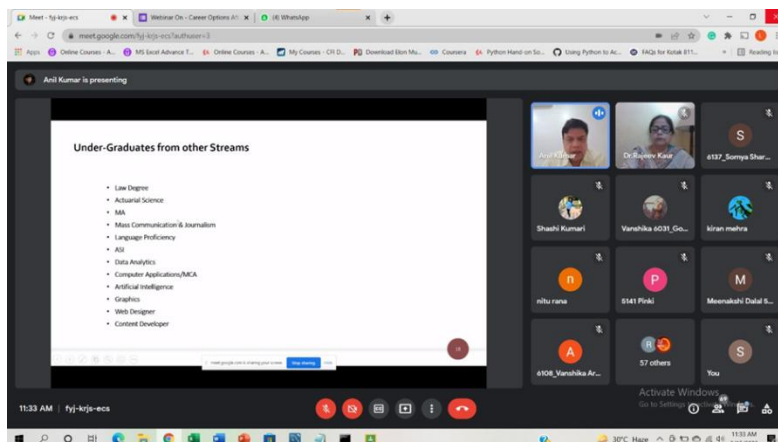 Meet - fyj-krjs-ecs
Webinar On - Career Options Aft
(4) WhatsApp
meet.google.com/fyj-krjs-ecs?authuser=3
Apps
Online Courses - A...
MS Excel Advance T...
Online Courses - A...
My Courses - CFI D...
Download Elon Mu...
Coursera
Python Hand-on So...
Using Python to Ac...
FAQs for Kotak 811...
Reading list
Anil Kumar is presenting
Under-Graduates from other Streams
• Law Degree
• Actuarial Science
• MA
• Mass Communication & Journalism
• Language Proficiency
• ASI
• Data Analytics
• Computer Applications/MCA
• Artificial Intelligence
• Graphics
• Web Designer
• Content Developer
meet.google.com is sharing your screen.
Stop sharing
Hide
Anil Kumar
Dr.Rajeev Kaur
S
6137_Somya Shar...
Shashi Kumari
Vanshika 6031_Go...
kiran mehra
n
nitu rana
P
5141 Pinki
M
Meenakshi Dalal 5...
A
6108_Vanshika Ar...
R
57 others
S
You
Activate Windows
Go to Settings to activate Windows.
11:33 AM | fyj-krjs-ecs
69
30°C Haze
11:33 AM